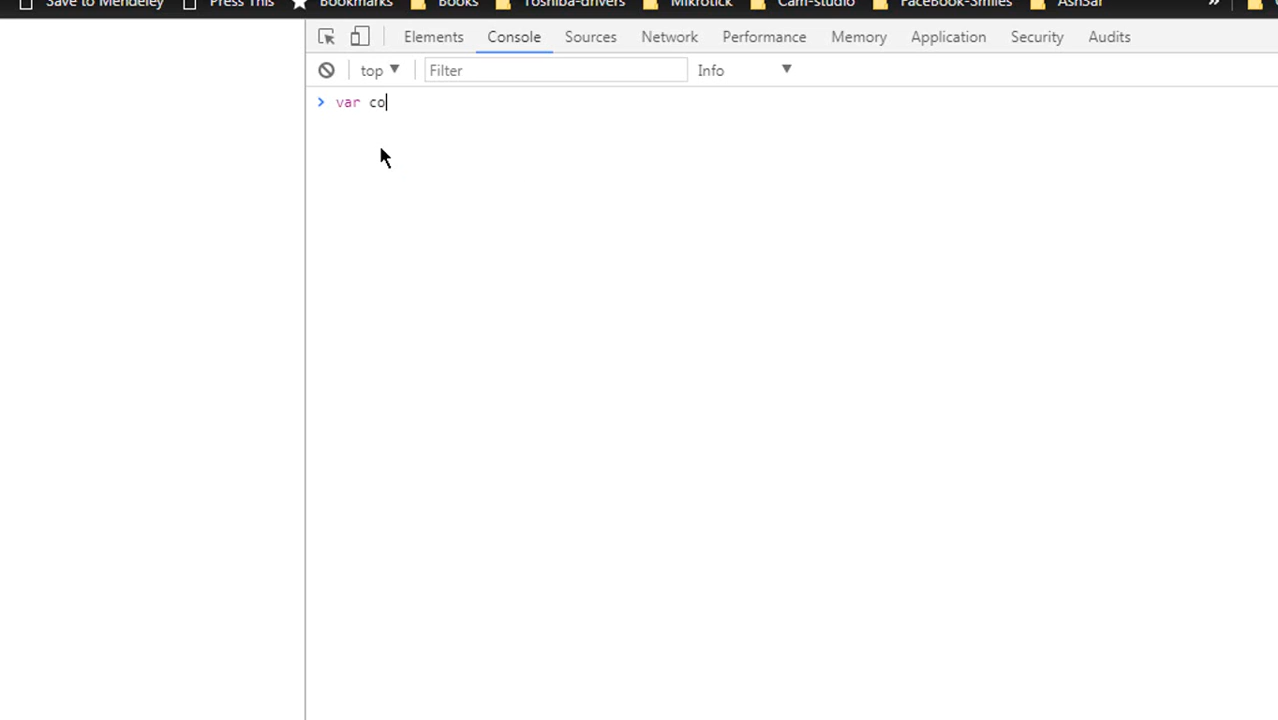 Save to Mendeley Press This Bookmarks Books Toshiba-drivers Mikrotick Cam-studio FaceBook-Smiles AshSar »
Elements Console Sources Network Performance Memory Application Security Audits
top ▼ Filter Info ▼
> var co